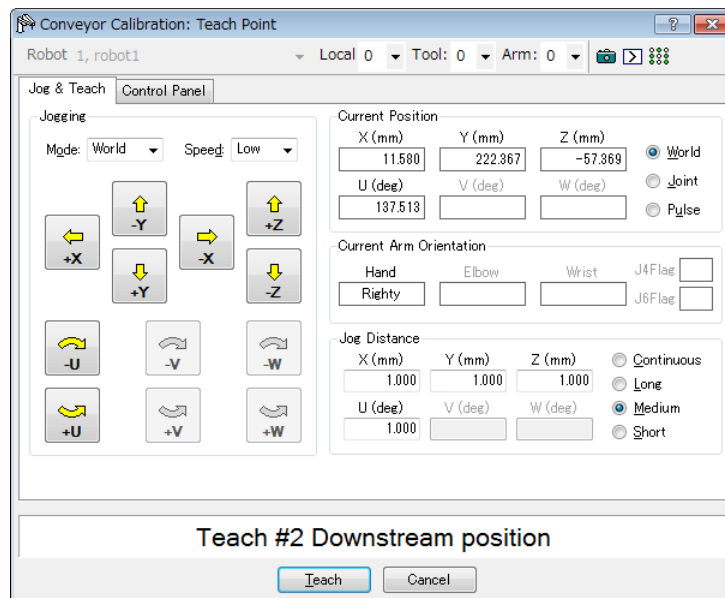 Conveyor Calibration: Teach Point
Robot 1, robot1 Local 0 Tool: 0 Arm: 0
Jog & Teach Control Panel
Jogging
Mode: World Speed: Low
-Y +Z
+X -X
+Y -Z
-U -V -W
+U +V +W
Current Position
X (mm) Y (mm) Z (mm)
11.580 222.367 -57.369
U (deg) V (deg) W (deg)
137.513
World
Joint
Pulse
Current Arm Orientation
Hand Elbow Wrist J4Flag
Righty J6Flag
Jog Distance
X (mm) Y (mm) Z (mm)
1.000 1.000 1.000
U (deg) V (deg) W (deg)
1.000
Continuous
Long
Medium
Short
Teach #2 Downstream position
Teach Cancel